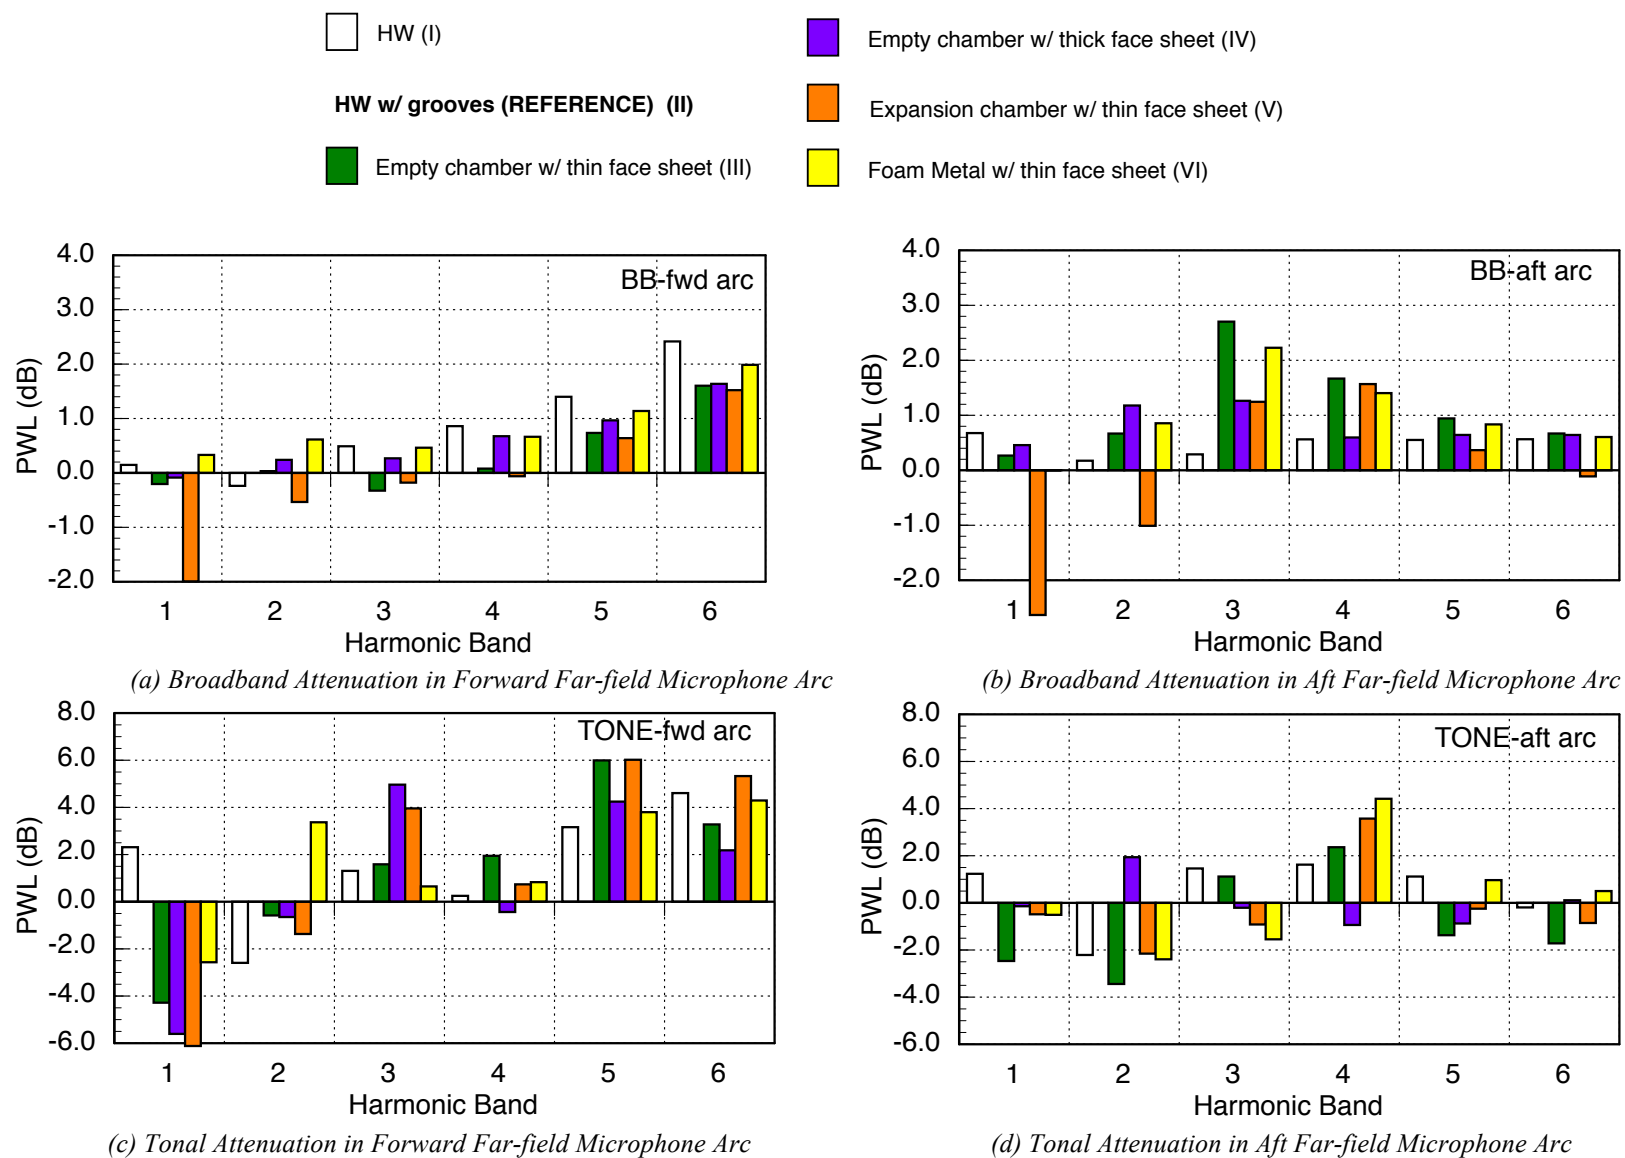 HW (I)
HW w/ grooves (REFERENCE) (II)
Empty chamber w/ thin face sheet (III)
Empty chamber w/ thick face sheet (IV)
Expansion chamber w/ thin face sheet (V)
Foam Metal w/ thin face sheet (VI)
BB-fwd arc
PWL (dB)
4.0
3.0
2.0
1.0
0.0
-1.0
-2.0
1 2 3 4 5 6
Harmonic Band
(a) Broadband Attenuation in Forward Far-field Microphone Arc
BB-aft arc
PWL (dB)
4.0
3.0
2.0
1.0
0.0
-1.0
-2.0
1 2 3 4 5 6
Harmonic Band
(b) Broadband Attenuation in Aft Far-field Microphone Arc
TONE-fwd arc
PWL (dB)
8.0
6.0
4.0
2.0
0.0
-2.0
-4.0
-6.0
1 2 3 4 5 6
Harmonic Band
(c) Tonal Attenuation in Forward Far-field Microphone Arc
TONE-aft arc
PWL (dB)
8.0
6.0
4.0
2.0
0.0
-2.0
-4.0
-6.0
1 2 3 4 5 6
Harmonic Band
(d) Tonal Attenuation in Aft Far-field Microphone Arc